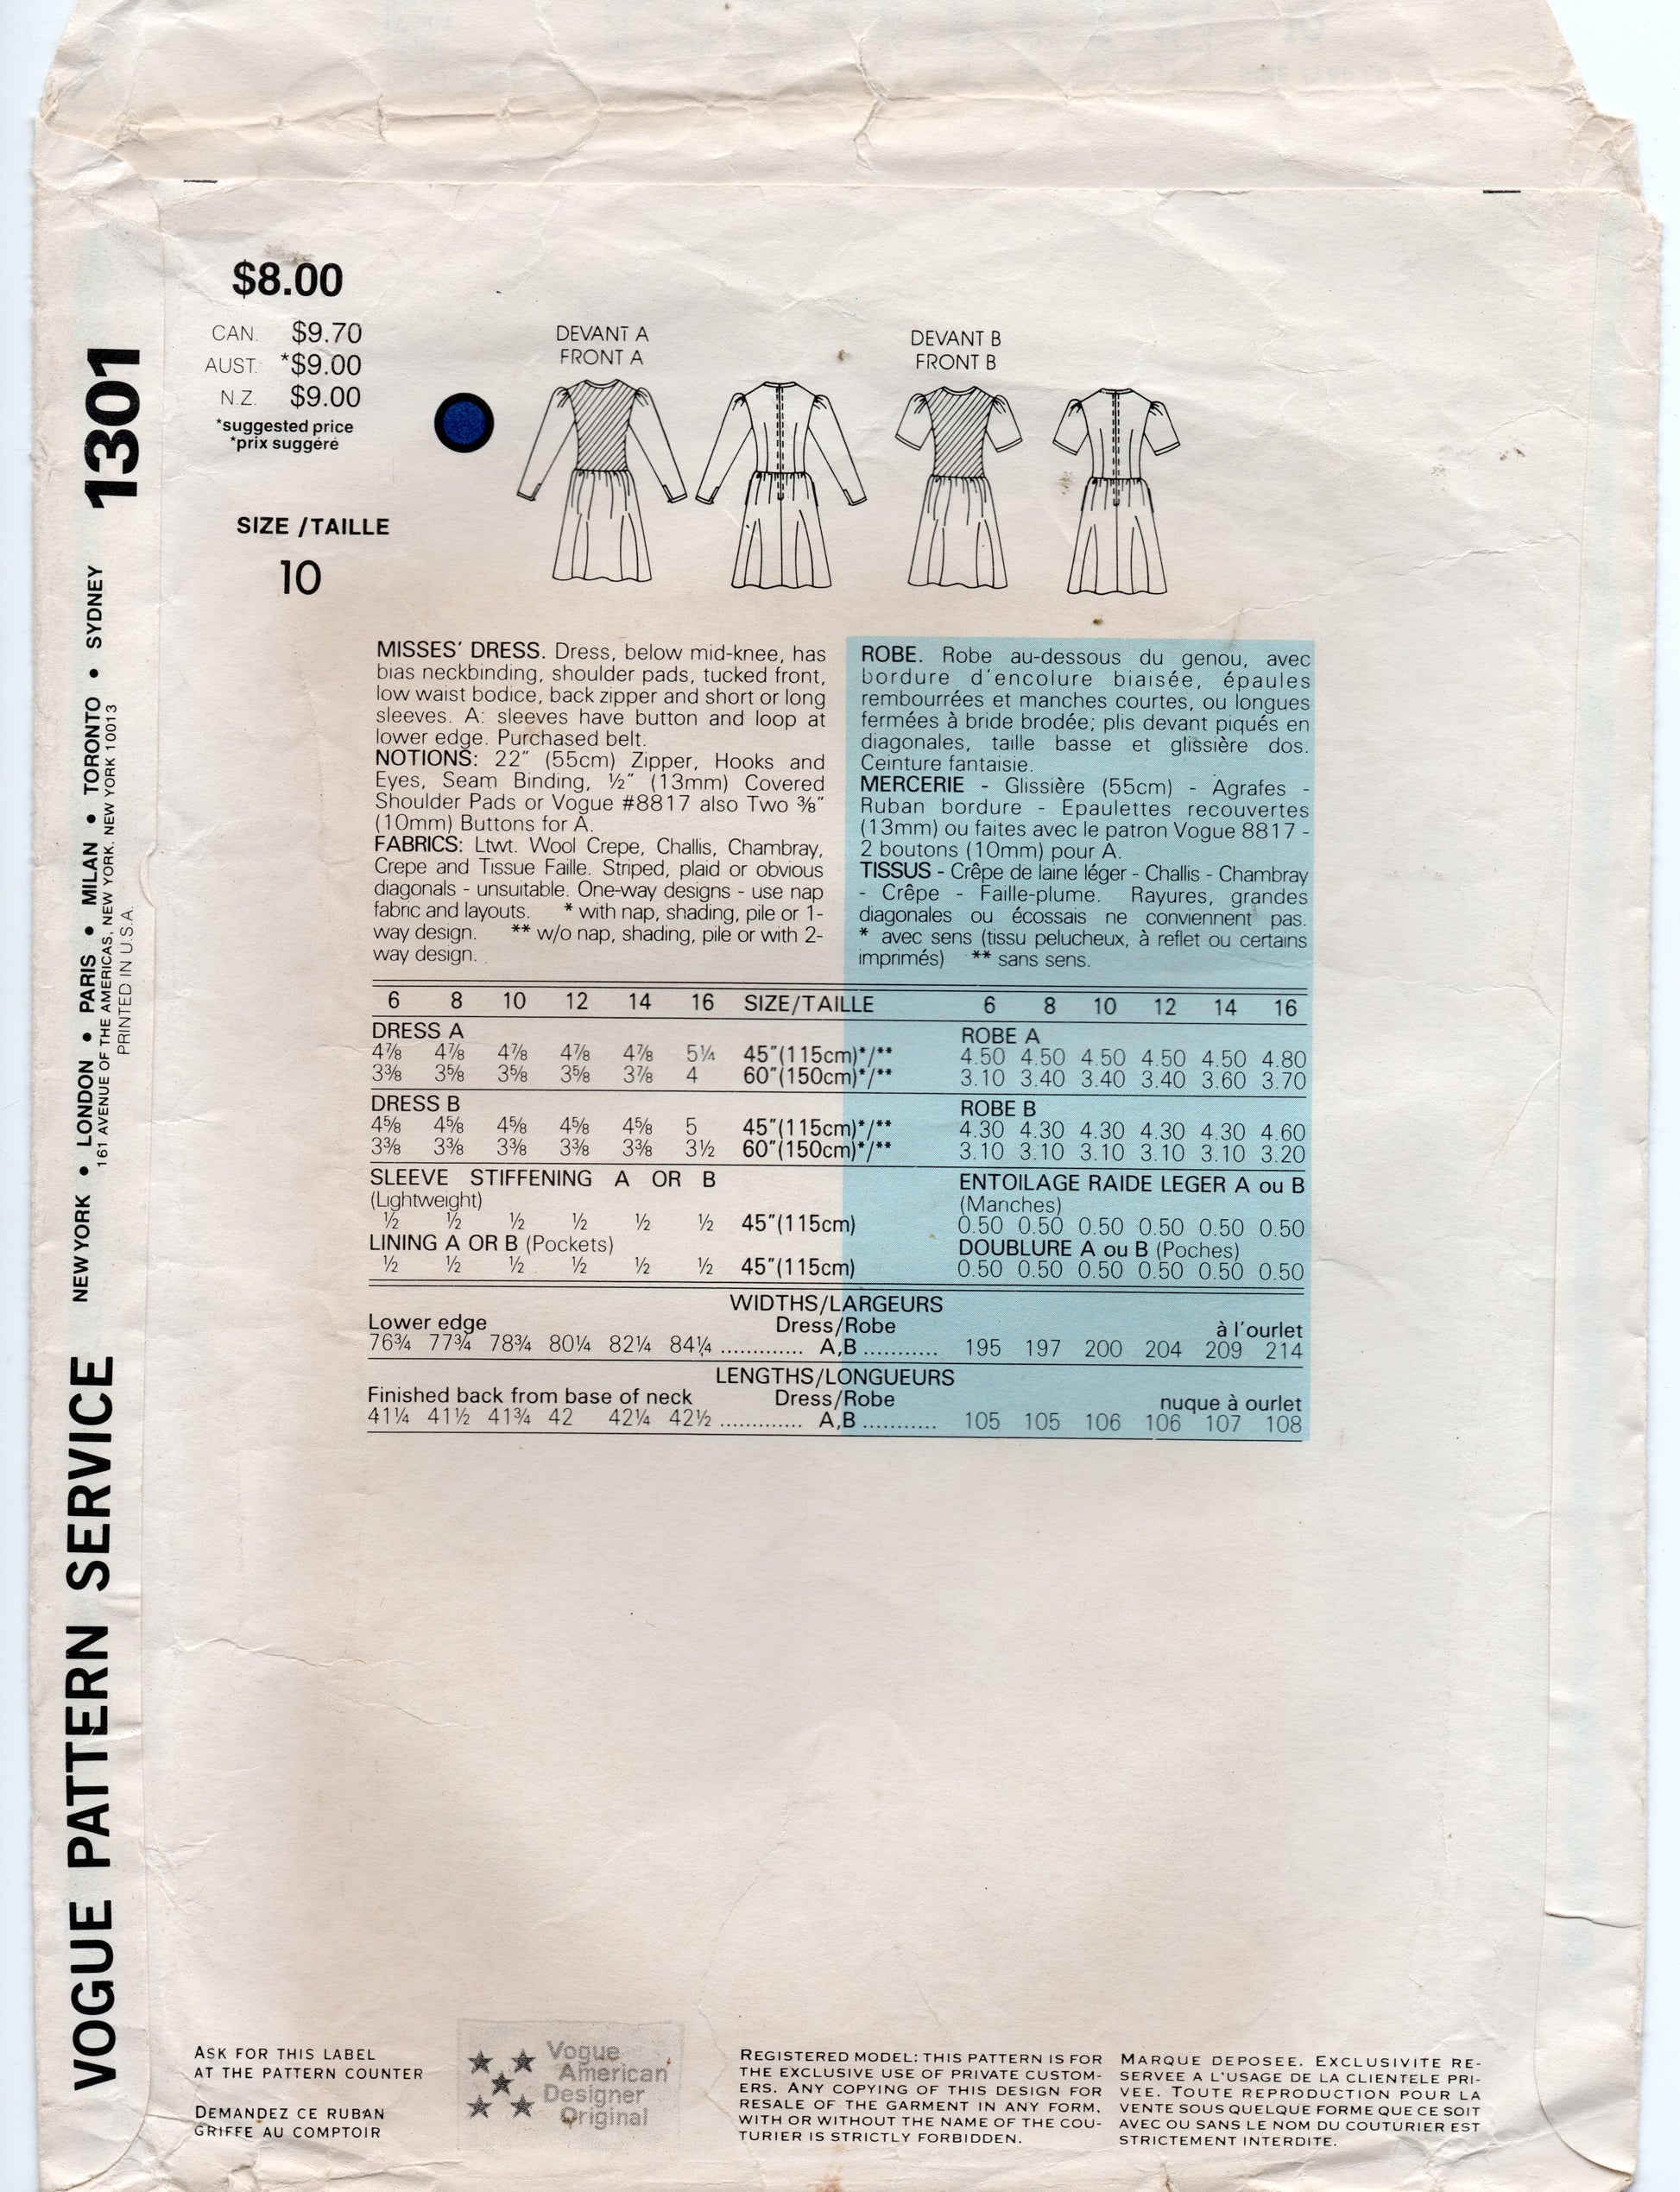 $8.00
CAN. $9.70
AUST. *$9.00
N.Z. $9.00
*suggested price
*prix suggéré
SIZE /TAILLE
10
DEVANT A
FRONT A
DEVANT B
FRONT B
1301
NEW YORK • LONDON • PARIS • MILAN • TORONTO • SYDNEY
161 AVENUE OF THE AMERICAS, NEW YORK, NEW YORK 10013
PRINTED IN U.S.A.
VOGUE PATTERN SERVICE
MISSES' DRESS. Dress, below mid-knee, has
bias neckbinding, shoulder pads, tucked front,
low waist bodice, back zipper and short or long
sleeves. A: sleeves have button and loop at
lower edge. Purchased belt.
NOTIONS: 22" (55cm) Zipper, Hooks and
Eyes, Seam Binding, ½" (13mm) Covered
Shoulder Pads or Vogue #8817 also Two ⅜"
(10mm) Buttons for A.
FABRICS: Ltwt. Wool Crepe, Challis, Chambray,
Crepe and Tissue Faille. Striped, plaid or obvious
diagonals - unsuitable. One-way designs - use nap
fabric and layouts. * with nap, shading, pile or 1-
way design. ** w/o nap, shading, pile or with 2-
way design.
ROBE. Robe au-dessous du genou, avec
bordure d'encolure biaisée, épaules
rembourrées et manches courtes, ou longues
fermées à bride brodée; plis devant piqués en
diagonales, taille basse et glissière dos.
Ceinture fantaisie.
MERCERIE - Glissière (55cm) - Agrafes -
Ruban bordure - Epaulettes recouvertes
(13mm) ou faites avec le patron Vogue 8817 -
2 boutons (10mm) pour A.
TISSUS - Crêpe de laine léger - Challis - Chambray
- Crêpe - Faille-plume. Rayures, grandes
diagonales ou écossais ne conviennent pas.
* avec sens (tissu pelucheux, à reflet ou certains
imprimés) ** sans sens.
6 8 10 12 14 16 SIZE/TAILLE 6 8 10 12 14 16
DRESS A ROBE A
4⅞ 4⅞ 4⅞ 4⅞ 4⅞ 5¼ 45"(115cm)*/** 4.50 4.50 4.50 4.50 4.50 4.80
3⅜ 3⅝ 3⅝ 3⅝ 3⅞ 4 60"(150cm)*/** 3.10 3.40 3.40 3.40 3.60 3.70
DRESS B ROBE B
4⅝ 4⅝ 4⅝ 4⅝ 4⅝ 5 45"(115cm)*/** 4.30 4.30 4.30 4.30 4.30 4.60
3⅜ 3⅜ 3⅜ 3⅜ 3⅜ 3½ 60"(150cm)*/** 3.10 3.10 3.10 3.10 3.10 3.20
SLEEVE STIFFENING A OR B ENTOILAGE RAIDE LEGER A ou B
(Lightweight) (Manches)
½ ½ ½ ½ ½ ½ 45"(115cm) 0.50 0.50 0.50 0.50 0.50 0.50
LINING A OR B (Pockets) DOUBLURE A ou B (Poches)
½ ½ ½ ½ ½ ½ 45"(115cm) 0.50 0.50 0.50 0.50 0.50 0.50
WIDTHS/LARGEURS
Lower edge Dress/Robe à l'ourlet
76¾ 77¾ 78¾ 80¼ 82¼ 84¼ ............. A,B ........... 195 197 200 204 209 214
LENGTHS/LONGUEURS
Finished back from base of neck Dress/Robe nuque à ourlet
41¼ 41½ 41¾ 42 42¼ 42½ ............. A,B ........... 105 105 106 106 107 108
ASK FOR THIS LABEL
AT THE PATTERN COUNTER
DEMANDEZ CE RUBAN
GRIFFE AU COMPTOIR
Vogue
American
Designer
Original
REGISTERED MODEL: THIS PATTERN IS FOR
THE EXCLUSIVE USE OF PRIVATE CUSTOM-
ERS. ANY COPYING OF THIS DESIGN FOR
RESALE OF THE GARMENT IN ANY FORM,
WITH OR WITHOUT THE NAME OF THE COU-
TURIER IS STRICTLY FORBIDDEN.
MARQUE DEPOSEE. EXCLUSIVITE RE-
SERVEE A L'USAGE DE LA CLIENTELE PRI-
VEE. TOUTE REPRODUCTION POUR LA
VENTE SOUS QUELQUE FORME QUE CE SOIT
AVEC OU SANS LE NOM DU COUTURIER EST
STRICTEMENT INTERDITE.